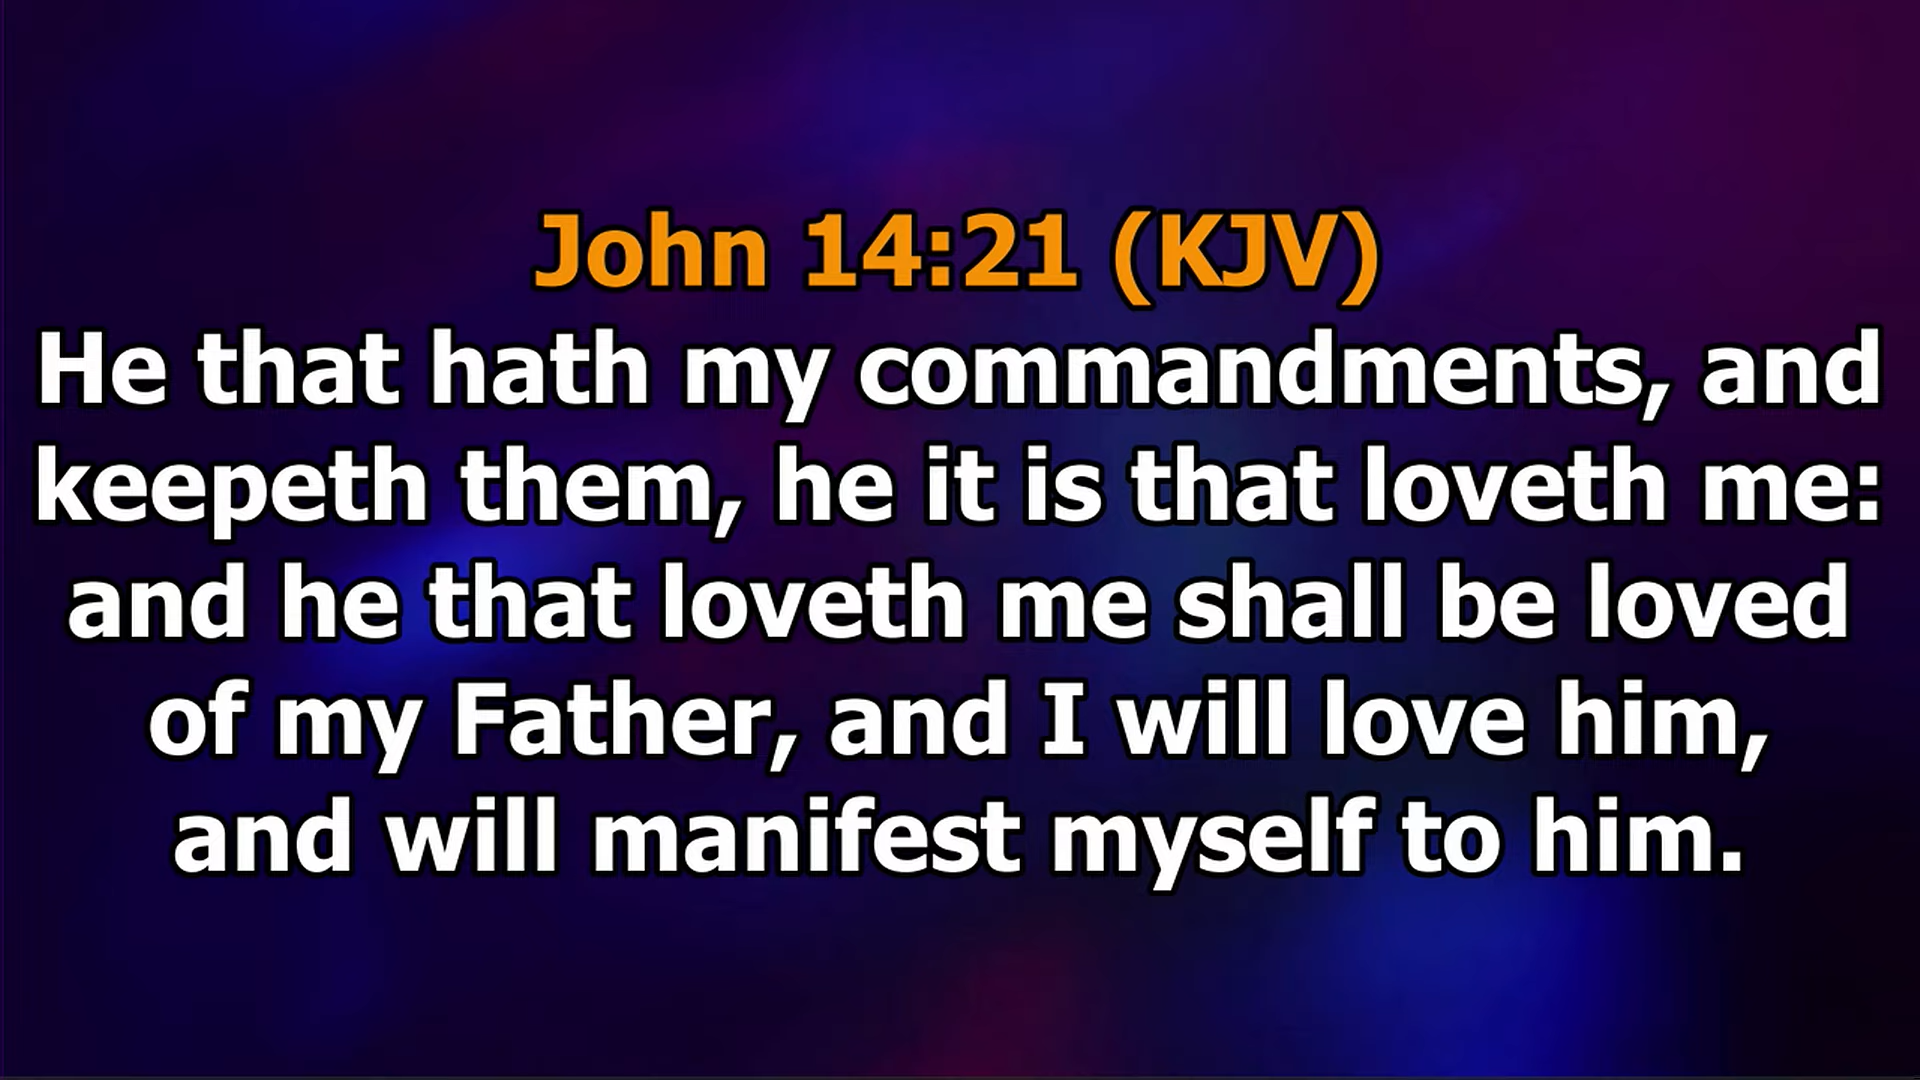 John 14:21 (KJV)
He that hath my commandments, and
keepeth them, he it is that loveth me:
and he that loveth me shall be loved
of my Father, and I will love him,
and will manifest myself to him.